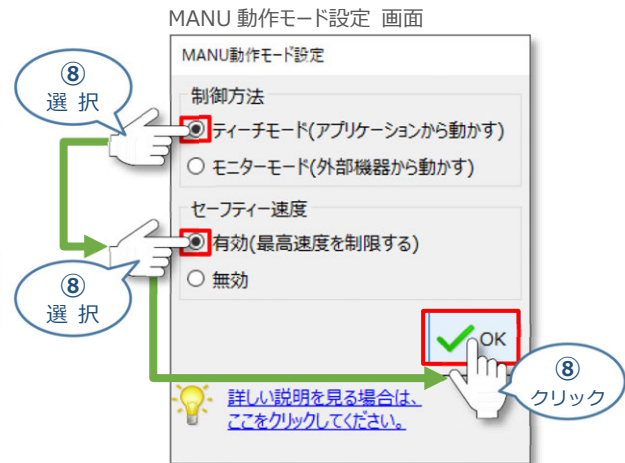 MANU 動作モード設定 画面
MANU動作モード設定
⑧
選 択
制御方法
ティーチモード(アプリケーションから動かす)
モニターモード(外部機器から動かす)
セーフティー速度
有効(最高速度を制限する)
無効
⑧
選 択
OK
⑧
クリック
詳しい説明を見る場合は、
ここをクリックしてください。